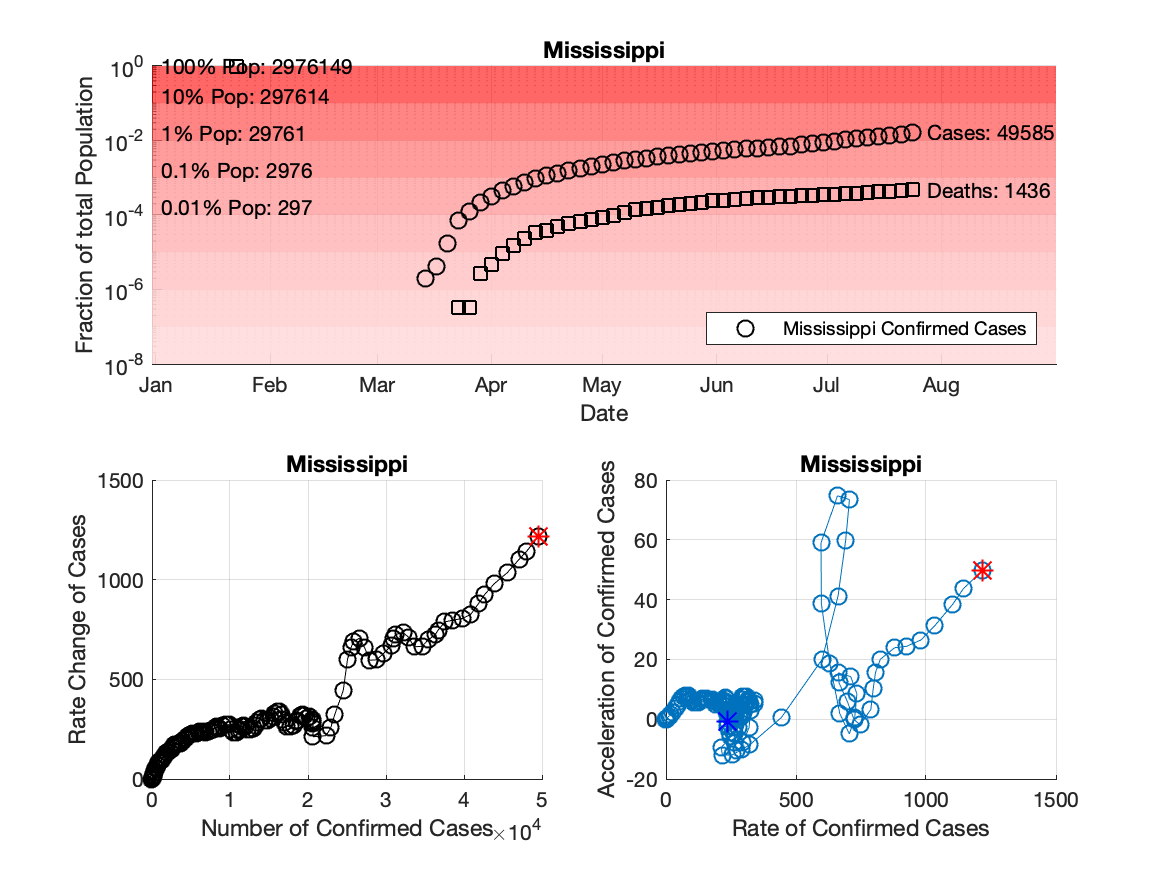 Mississippi
Fraction of total Population
10^0
10^-2
10^-4
10^-6
10^-8
100% Pop: 2976149
10% Pop: 297614
1% Pop: 29761
0.1% Pop: 2976
0.01% Pop: 297
Cases: 49585
Deaths: 1436
Mississippi Confirmed Cases
Jan Feb Mar Apr May Jun Jul Aug
Date
Mississippi
Rate Change of Cases
1500
1000
500
0
0 1 2 3 4 5
Number of Confirmed Cases ×10^4
Mississippi
Acceleration of Confirmed Cases
80
60
40
20
0
-20
0 500 1000 1500
Rate of Confirmed Cases